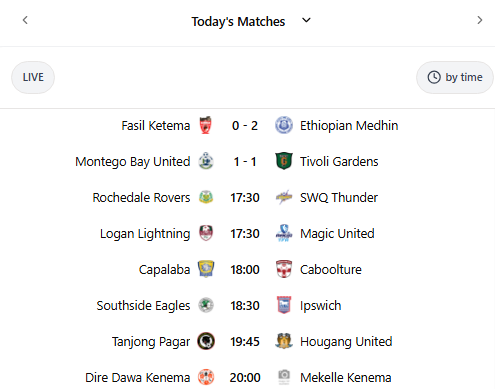 Today's Matches
LIVE by time
Fasil Ketema 0 - 2 Ethiopian Medhin
Montego Bay United 1 - 1 Tivoli Gardens
Rochedale Rovers 17:30 SWQ Thunder
Logan Lightning 17:30 Magic United
Capalaba 18:00 Caboolture
Southside Eagles 18:30 Ipswich
Tanjong Pagar 19:45 Hougang United
Dire Dawa Kenema 20:00 Mekelle Kenema